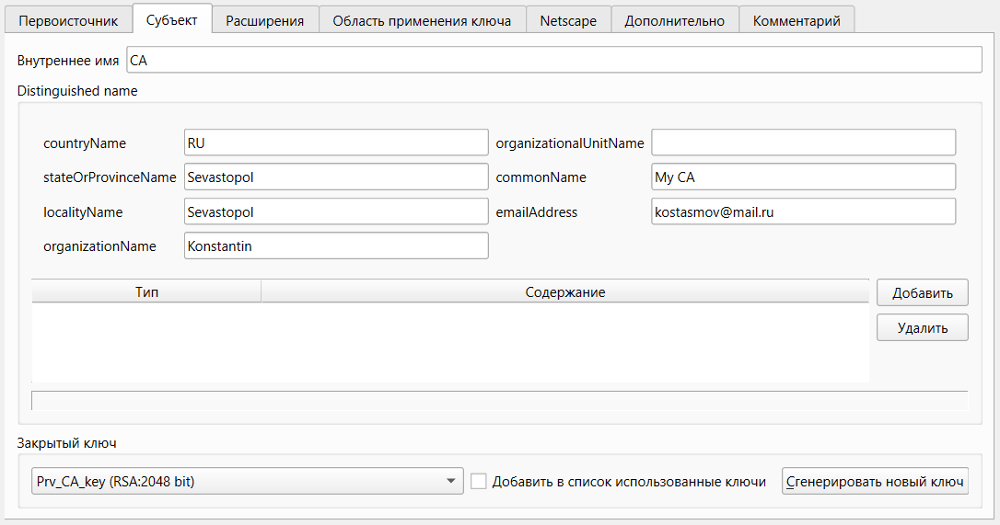 Первоисточник Субъект Расширения Область применения ключа Netscape Дополнительно Комментарий
Внутреннее имя CA
Distinguished name
countryName RU organizationalUnitName
stateOrProvinceName Sevastopol commonName My CA
localityName Sevastopol emailAddress kostasmov@mail.ru
organizationName Konstantin
Тип Содержание Добавить
Удалить
Закрытый ключ
Prv_CA_key (RSA:2048 bit) Добавить в список использованные ключи Сгенерировать новый ключ